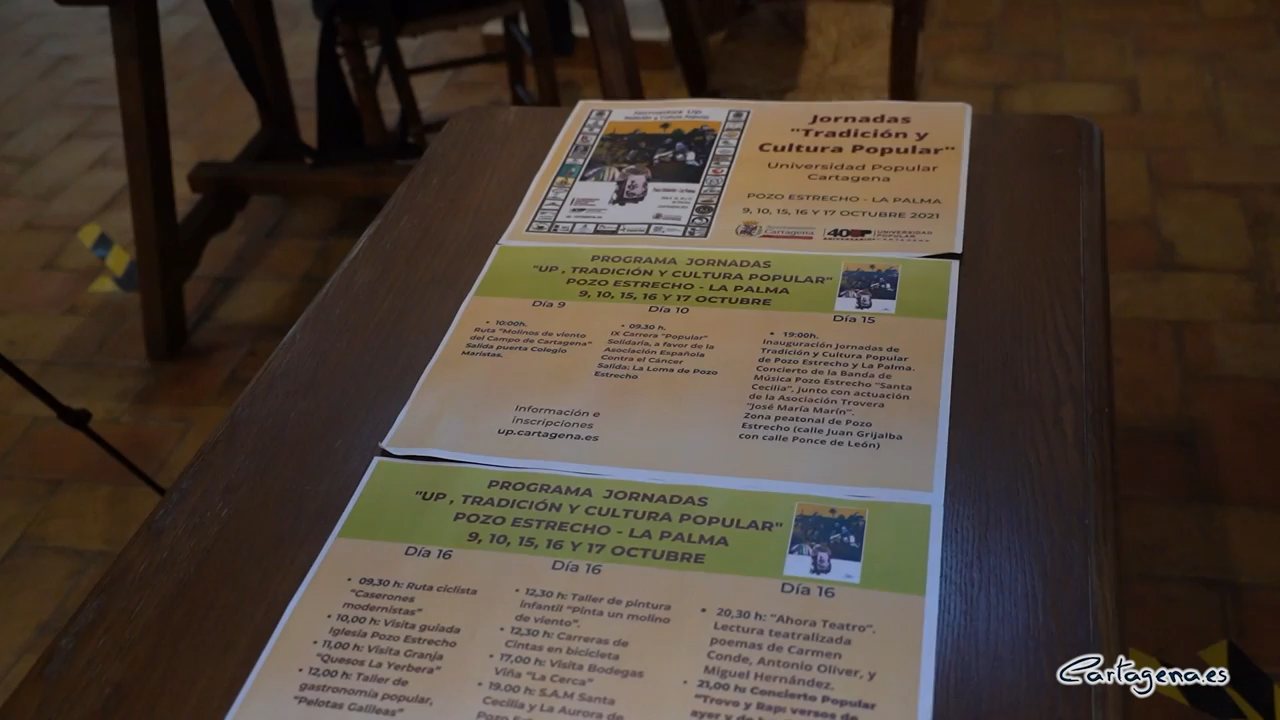 Jornadas
"Tradición y
Cultura Popular"
Universidad Popular
Cartagena
POZO ESTRECHO - LA PALMA
9, 10, 15, 16 Y 17 OCTUBRE 2021
Cartagena
40 UP UNIVERSIDAD
POPULAR
PROGRAMA JORNADAS
"UP , TRADICIÓN Y CULTURA POPULAR"
POZO ESTRECHO - LA PALMA
9, 10, 15, 16 Y 17 OCTUBRE
Día 9
• 10:00h.
Ruta "Molinos de viento
del Campo de Cartagena"
Salida puerta Colegio
Maristas.
Día 10
• 09.30 h.
IX Carrera "Popular"
Solidaria, a favor de la
Asociación Española
Contra el Cáncer
Salida: La Loma de Pozo
Estrecho
Información e
inscripciones
up.cartagena.es
Día 15
• 19:00h.
Inauguración Jornadas de
Tradición y Cultura Popular
de Pozo Estrecho y La Palma.
Concierto de la Banda de
Música Pozo Estrecho "Santa
Cecilia". Junto con actuación
de la Asociación Trovera
"José María Marín".
Zona peatonal de Pozo
Estrecho (calle Juan Grijalba
con calle Ponce de León)
PROGRAMA JORNADAS
"UP , TRADICIÓN Y CULTURA POPULAR"
POZO ESTRECHO - LA PALMA
9, 10, 15, 16 Y 17 OCTUBRE
Día 16
• 09,30 h: Ruta ciclista
"Caserones
modernistas"
• 10,00 h: Visita guiada
Iglesia Pozo Estrecho
• 11,00 h: Visita Granja
"Quesos La Yerbera"
• 12,00 h: Taller de
gastronomía popular,
"Pelotas Galileas"
Día 16
• 12,30 h: Taller de pintura
infantil "Pinta un molino
de viento".
• 12,30 h: Carreras de
Cintas en bicicleta
• 17,00 h: Visita Bodegas
Viña "La Cerca"
• 19.00 h: S.A.M Santa
Cecilia y La Aurora de
Día 16
• 20,30 h: "Ahora Teatro".
Lectura teatralizada
poemas de Carmen
Conde, Antonio Oliver, y
Miguel Hernández.
• 21,00 h: Concierto Popular
"Trovo y Rap: versos de
Cartagena.es